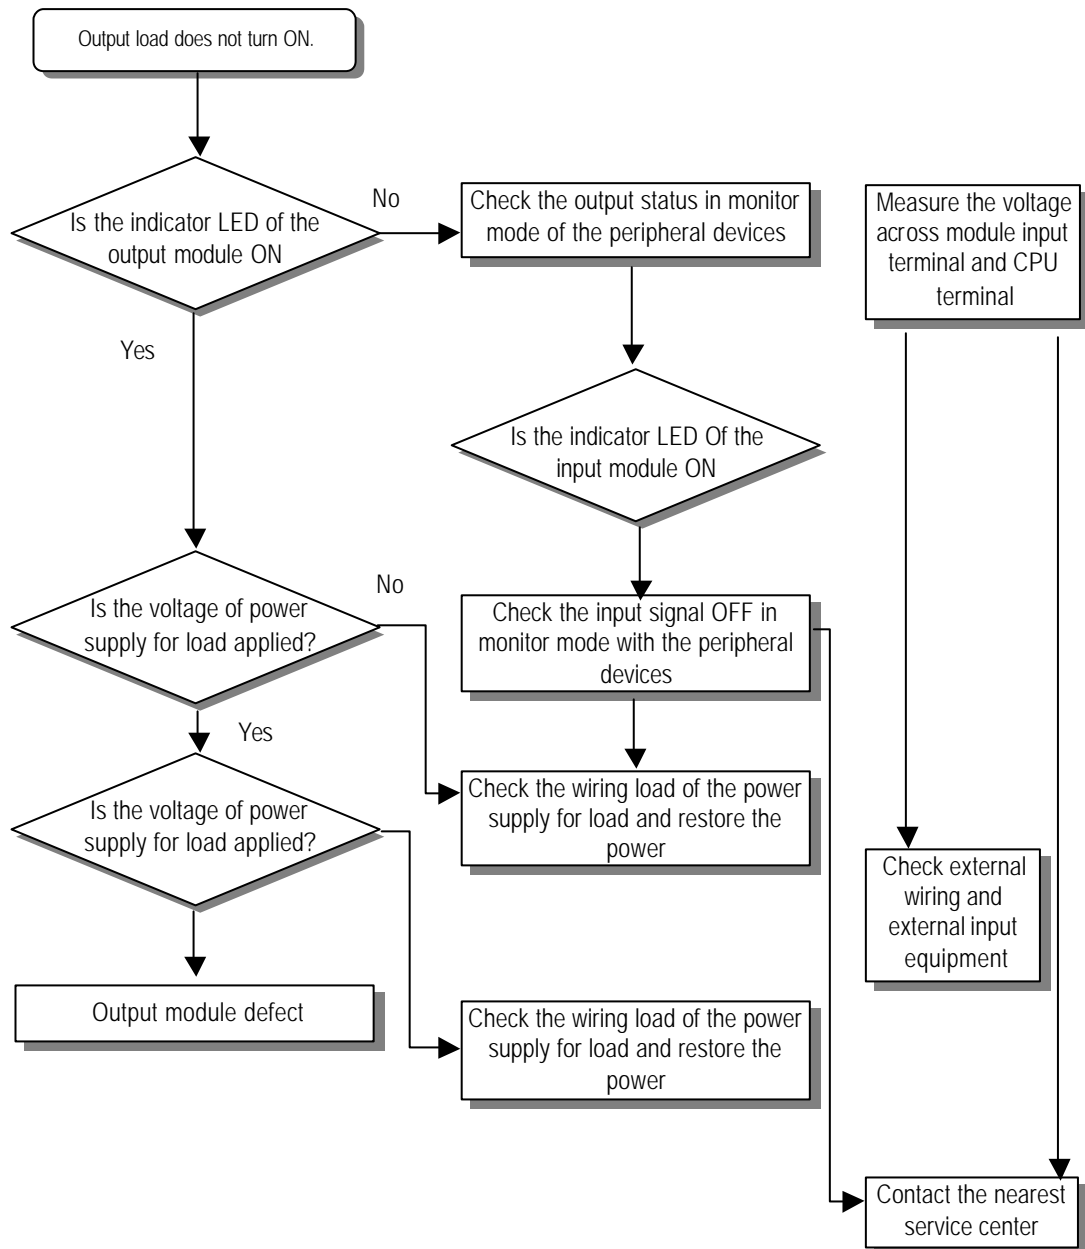 Output load does not turn ON.
Is the indicator LED of the
output module ON
No
Check the output status in monitor
mode of the peripheral devices
Measure the voltage
across module input
terminal and CPU
terminal
Yes
Is the indicator LED Of the
input module ON
Is the voltage of power
supply for load applied?
No
Check the input signal OFF in
monitor mode with the peripheral
devices
Yes
Is the voltage of power
supply for load applied?
Check the wiring load of the power
supply for load and restore the
power
Check external
wiring and
external input
equipment
Output module defect
Check the wiring load of the power
supply for load and restore the
power
Contact the nearest
service center